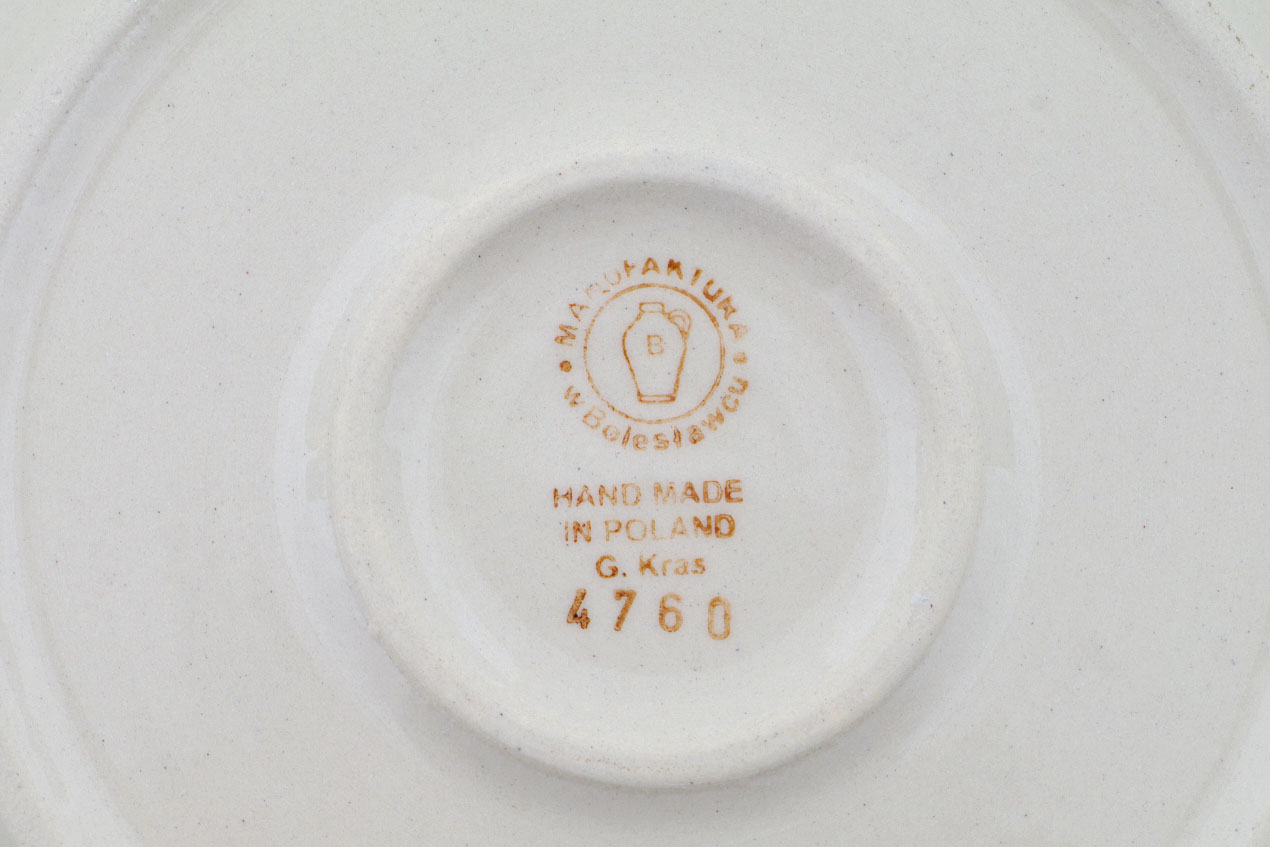 MANUFAKTURA
w Bolesławcu
B
HAND MADE
IN POLAND
G. Kras
4760